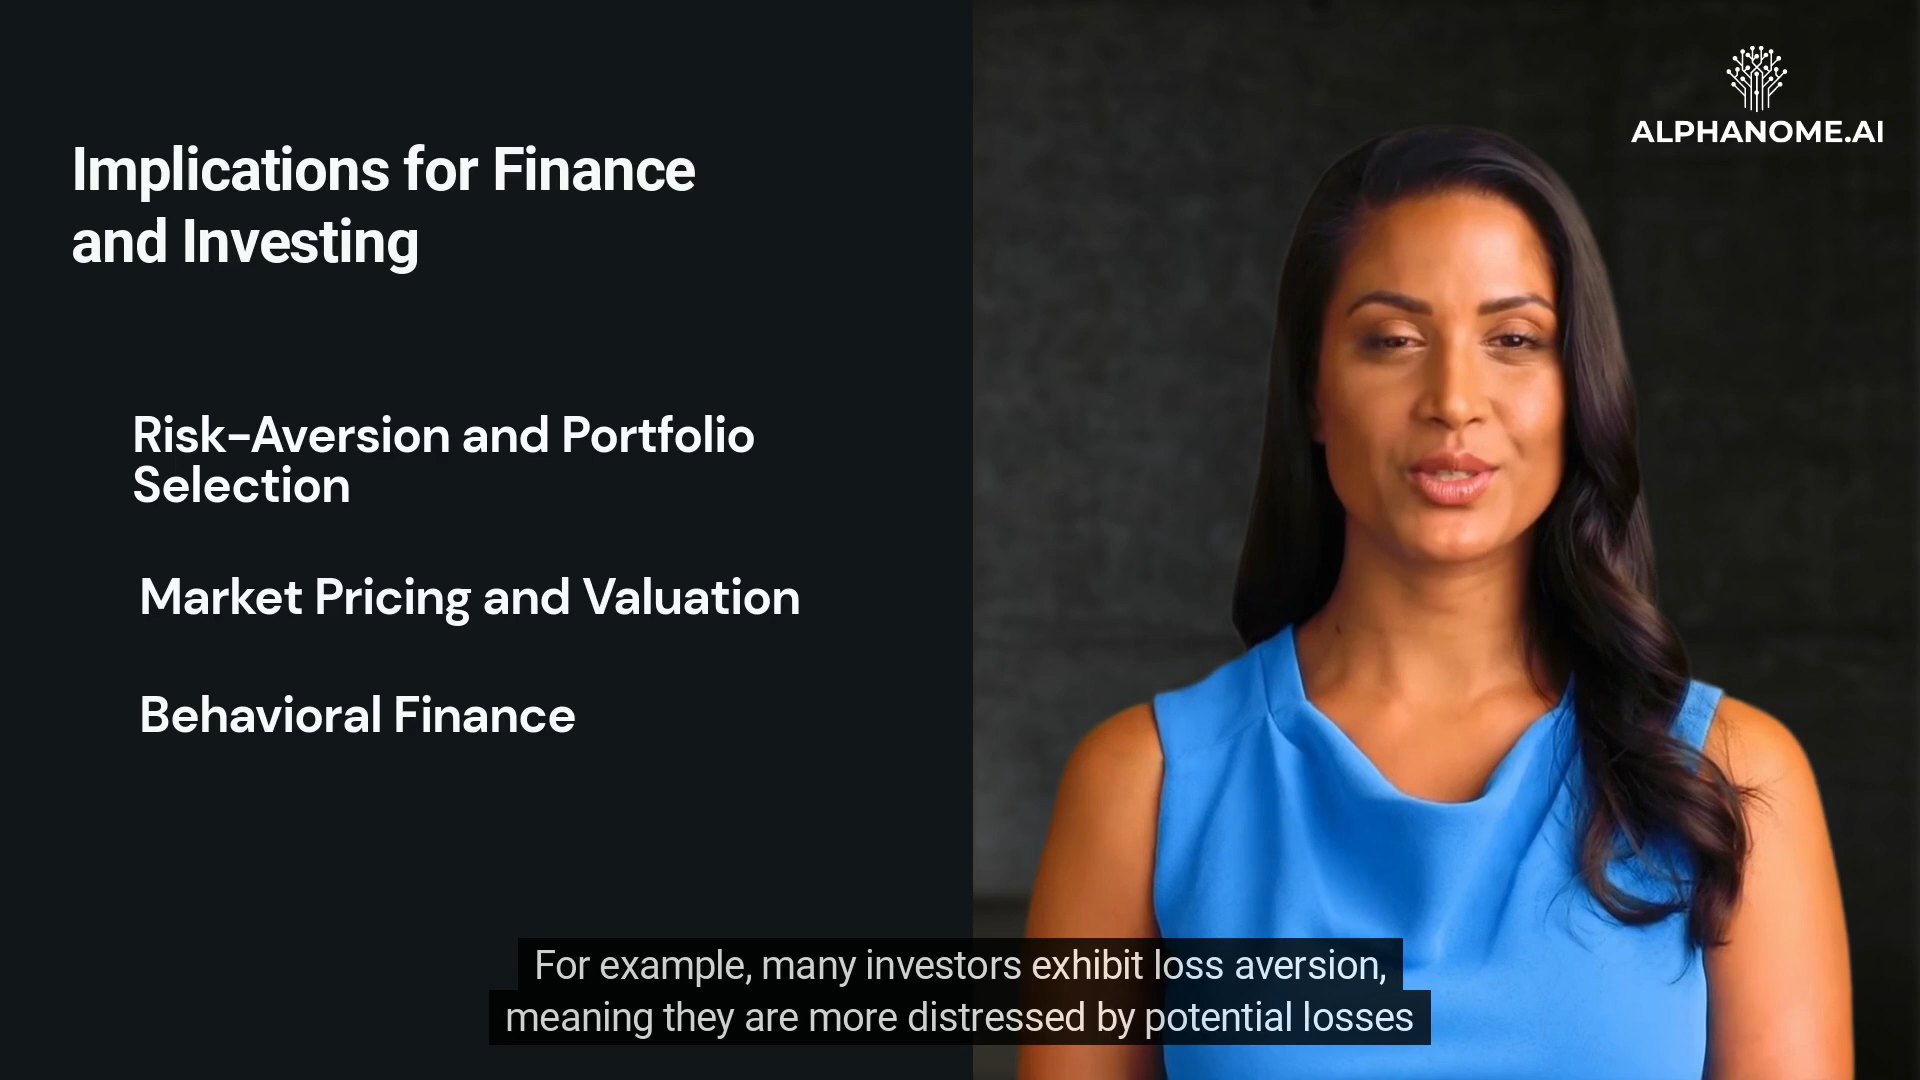 ALPHANOME.AI
Implications for Finance
and Investing
Risk-Aversion and Portfolio
Selection
Market Pricing and Valuation
Behavioral Finance
For example, many investors exhibit loss aversion,
meaning they are more distressed by potential losses